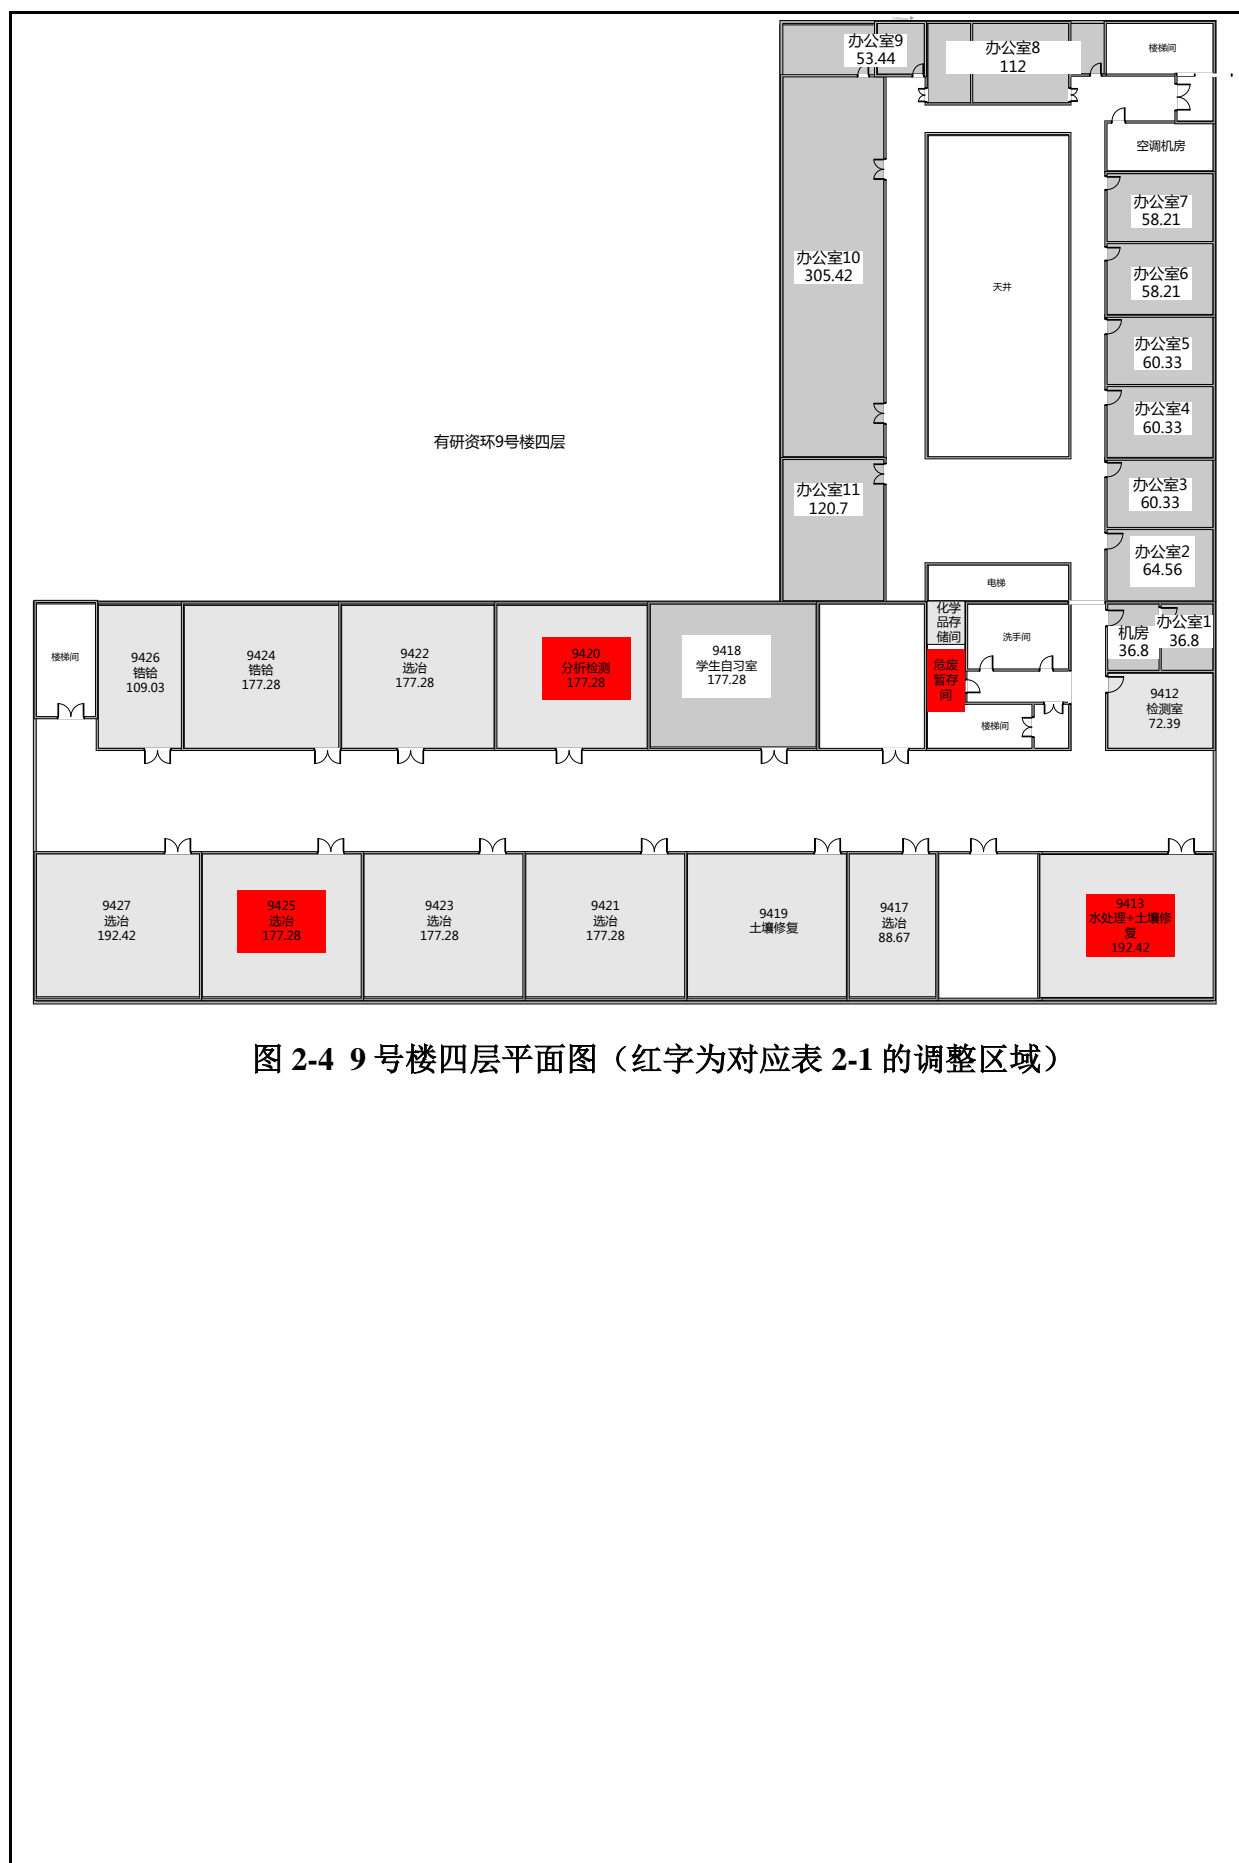 办公室9
53.44
办公室8
112
楼梯间
空调机房
办公室7
58.21
办公室10
305.42
办公室6
58.21
天井
办公室5
60.33
办公室4
60.33
有研资环9号楼四层
办公室11
120.7
办公室3
60.33
办公室2
64.56
电梯
楼梯间
9426
锆铪
109.03
9424
锆铪
177.28
9422
选冶
177.28
9420
分析检测
177.28
9418
学生自习室
177.28
化学
品存
储间
危废
暂存
间
洗手间
楼梯间
机房
36.8
办公室1
36.8
9412
检测室
72.39
9427
选冶
192.42
9425
选冶
177.28
9423
选冶
177.28
9421
选冶
177.28
9419
土壤修复
9417
选冶
88.67
9413
水处理+土壤修
复
192.42
图 2-4 9 号楼四层平面图（红字为对应表 2-1 的调整区域）